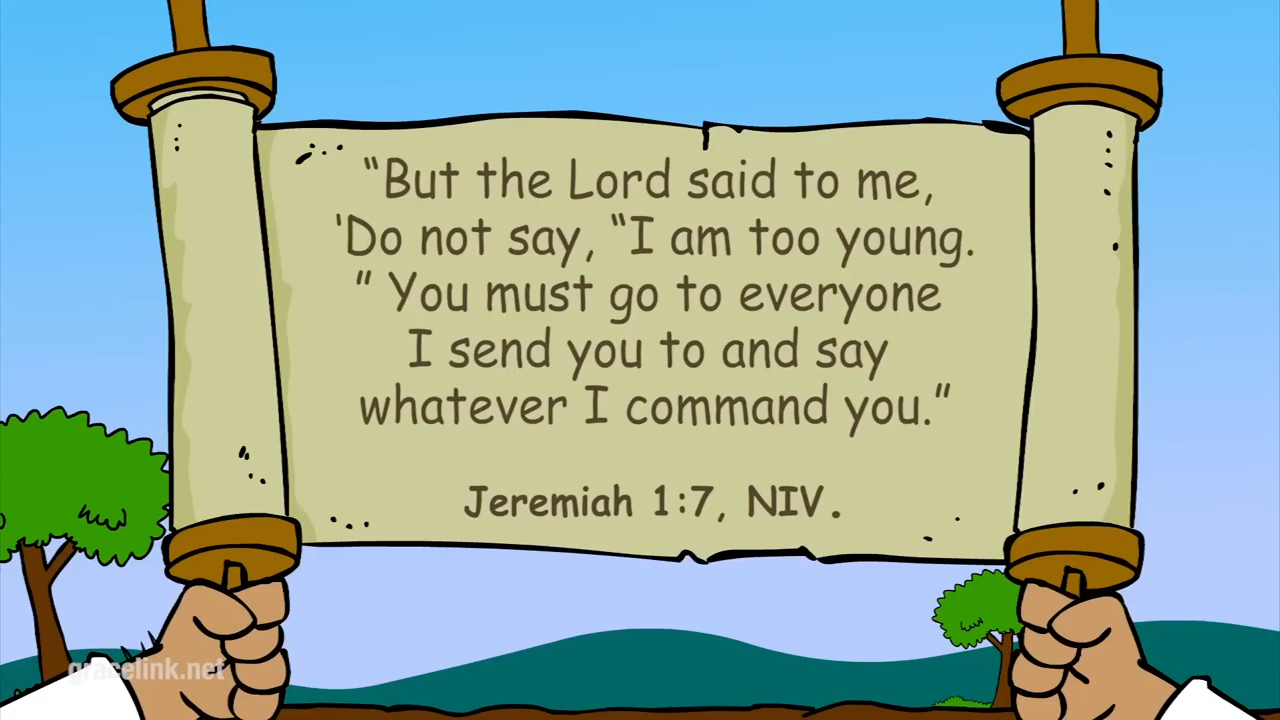 “But the Lord said to me,
‘Do not say, “I am too young.
” You must go to everyone
I send you to and say
whatever I command you.”
Jeremiah 1:7, NIV.
gracelink.net